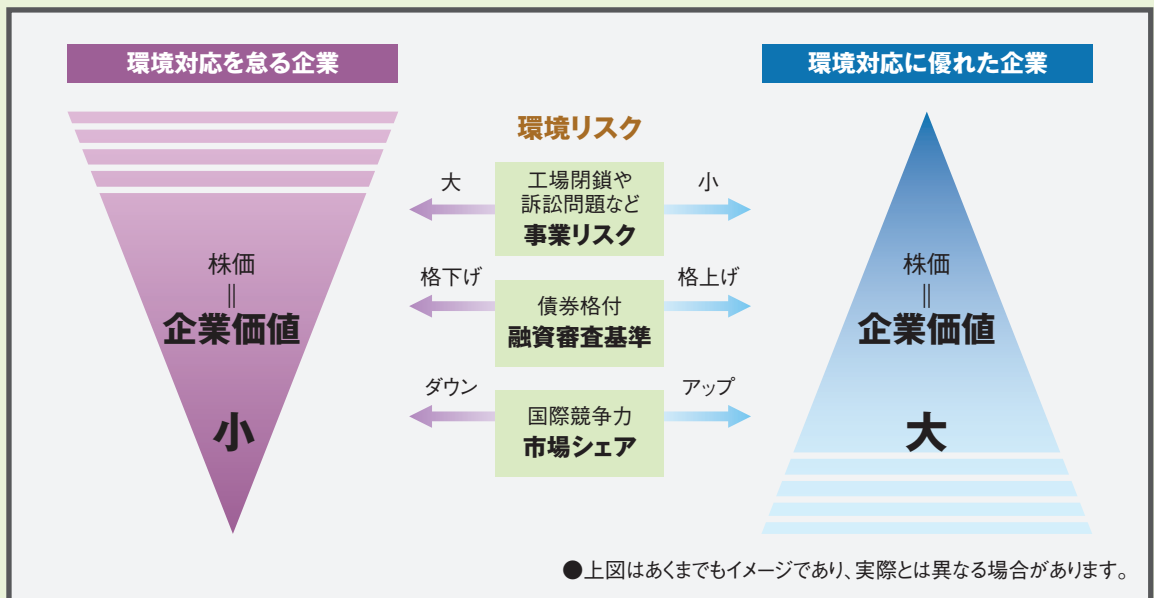 環境対応を怠る企業
環境対応に優れた企業
環境リスク
大
工場閉鎖や
訴訟問題など
事業リスク
小
格下げ
債券格付
融資審査基準
格上げ
ダウン
国際競争力
市場シェア
アップ
株価
||
企業価値
小
株価
||
企業価値
大
●上図はあくまでもイメージであり、実際とは異なる場合があります。